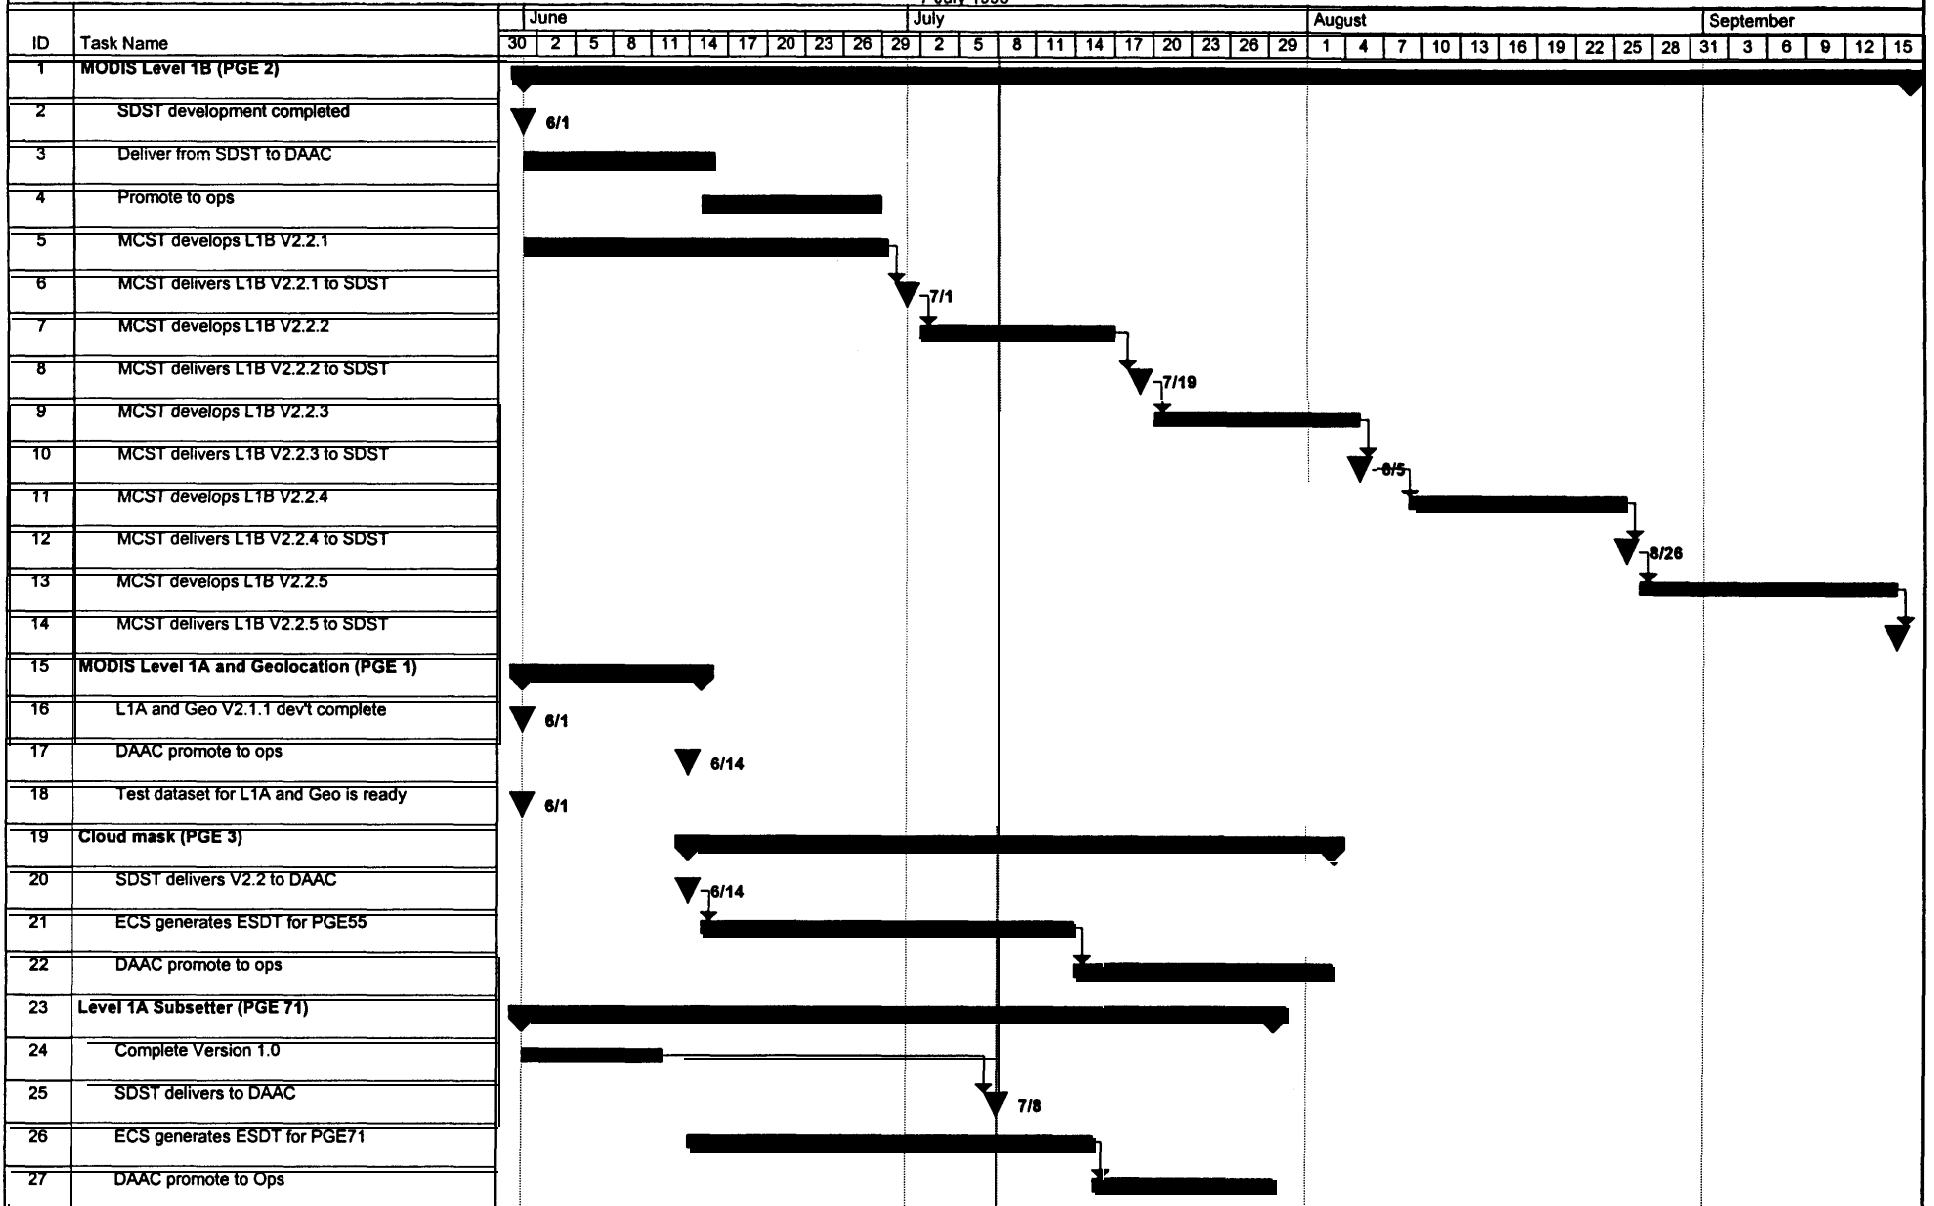 7 July 1999
June July August September
ID Task Name 30 2 5 8 11 14 17 20 23 26 29 2 5 8 11 14 17 20 23 26 29 1 4 7 10 13 16 19 22 25 28 31 3 6 9 12 15
1 MODIS Level 1B (PGE 2)
2 SDST development completed 6/1
3 Deliver from SDST to DAAC
4 Promote to ops
5 MCST develops L1B V2.2.1
6 MCST delivers L1B V2.2.1 to SDST 7/1
7 MCST develops L1B V2.2.2
8 MCST delivers L1B V2.2.2 to SDST 7/19
9 MCST develops L1B V2.2.3
10 MCST delivers L1B V2.2.3 to SDST 8/5
11 MCST develops L1B V2.2.4
12 MCST delivers L1B V2.2.4 to SDST 8/26
13 MCST develops L1B V2.2.5
14 MCST delivers L1B V2.2.5 to SDST
15 MODIS Level 1A and Geolocation (PGE 1)
16 L1A and Geo V2.1.1 dev't complete 6/1
17 DAAC promote to ops 6/14
18 Test dataset for L1A and Geo is ready 6/1
19 Cloud mask (PGE 3)
20 SDST delivers V2.2 to DAAC 6/14
21 ECS generates ESDT for PGE55
22 DAAC promote to ops
23 Level 1A Subsetter (PGE 71)
24 Complete Version 1.0
25 SDST delivers to DAAC 7/8
26 ECS generates ESDT for PGE71
27 DAAC promote to Ops